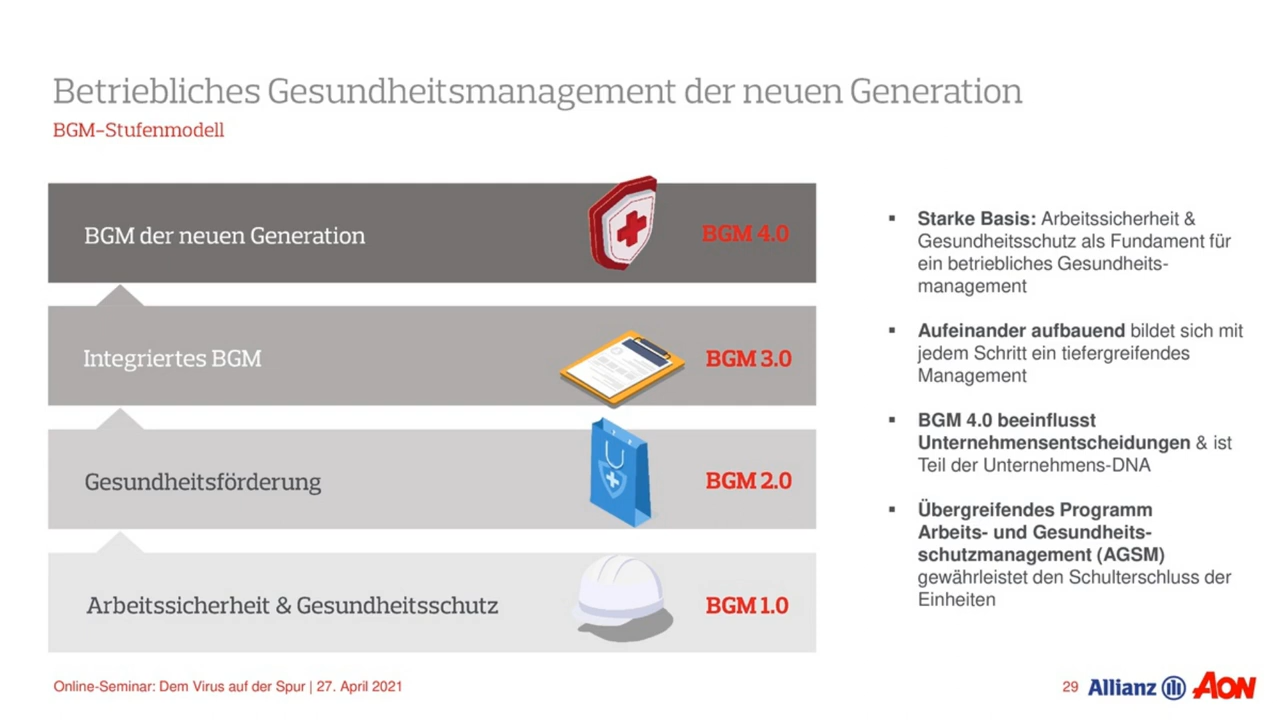 Betriebliches Gesundheitsmanagement der neuen Generation
BGM-Stufenmodell
BGM der neuen Generation
BGM 4.0
Integriertes BGM
BGM 3.0
Gesundheitsförderung
BGM 2.0
Arbeitssicherheit & Gesundheitsschutz
BGM 1.0
▪ Starke Basis: Arbeitssicherheit &
Gesundheitsschutz als Fundament für
ein betriebliches Gesundheits-
management
▪ Aufeinander aufbauend bildet sich mit
jedem Schritt ein tiefergreifendes
Management
▪ BGM 4.0 beeinflusst
Unternehmensentscheidungen & ist
Teil der Unternehmens-DNA
▪ Übergreifendes Programm
Arbeits- und Gesundheits-
schutzmanagement (AGSM)
gewährleistet den Schulterschluss der
Einheiten
Online-Seminar: Dem Virus auf der Spur | 27. April 2021
29
Allianz
AON